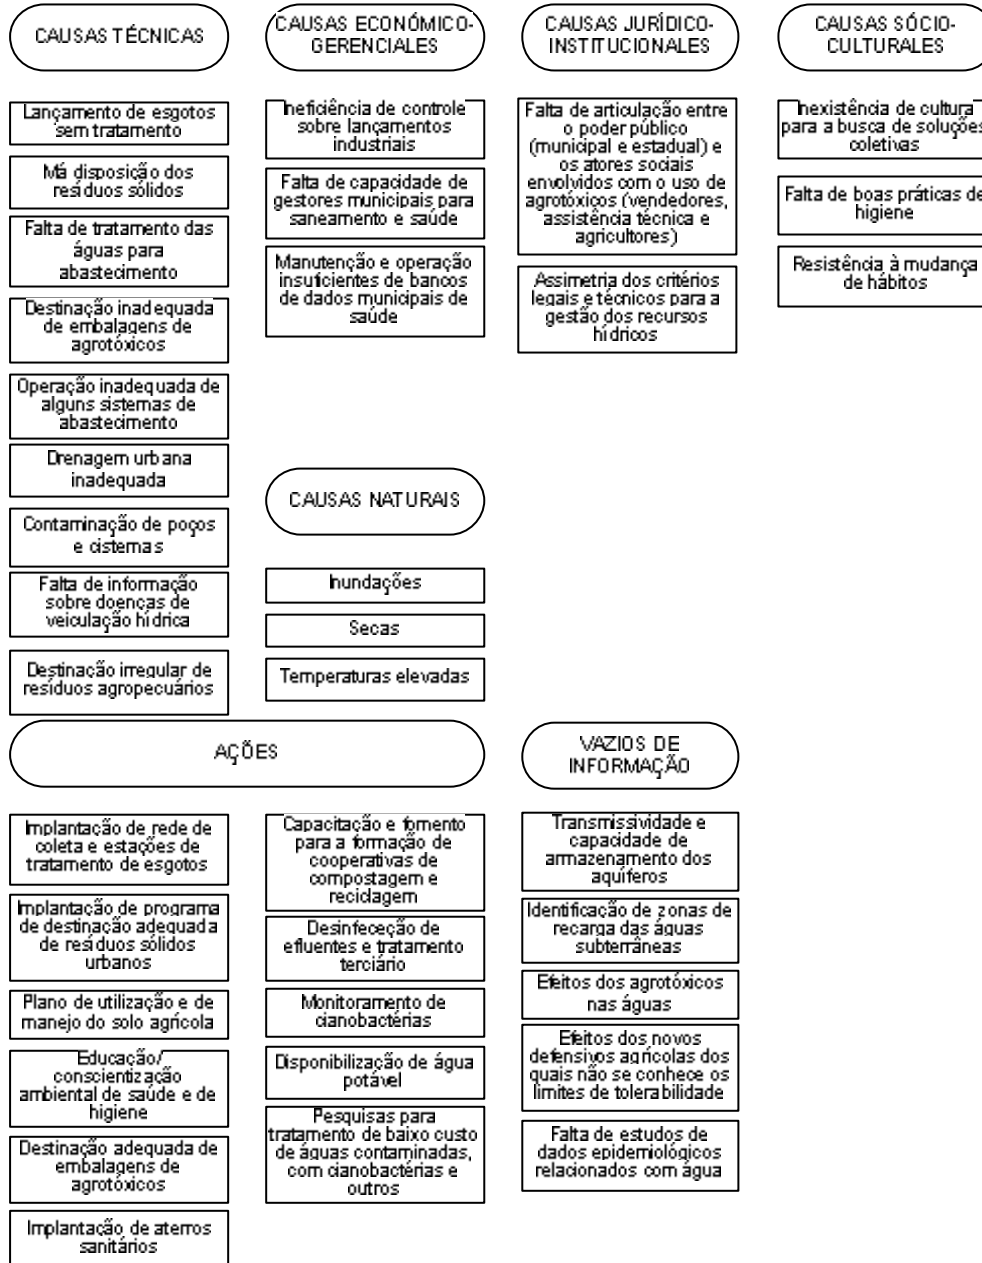 CAUSAS TÉCNICAS
Lançamento de esgotos
sem tratamento
Má disposição dos
resíduos sólidos
Falta de tratamento das
águas para
abastecimento
Destinação inadequada
de embalagens de
agrotóxicos
Operação inadequada de
alguns sistemas de
abastecimento
Drenagem urbana
inadequada
Contaminação de poços
e cisternas
Falta de informação
sobre doenças de
veiculação hídrica
Destinação irregular de
resíduos agropecuários
CAUSAS ECONÓMICO-
GERENCIALES
Ineficiência de controle
sobre lançamentos
industriais
Falta de capacidade de
gestores municipais para
saneamento e saúde
Manutenção e operação
insuficientes de bancos
de dados municipais de
saúde
CAUSAS NATURAIS
Inundações
Secas
Temperaturas elevadas
CAUSAS JURÍDICO-
INSTITUCIONALES
Falta de articulação entre
o poder público
(municipal e estadual) e
os atores sociais
envolvidos com o uso de
agrotóxicos (vendedores,
assistência técnica e
agricultores)
Assimetria dos critérios
legais e técnicos para a
gestão dos recursos
hídricos
CAUSAS SÓCIO-
CULTURALES
Inexistência de cultura
para a busca de soluções
coletivas
Falta de boas práticas de
higiene
Resistência à mudança
de hábitos
AÇÕES
Implantação de rede de
coleta e estações de
tratamento de esgotos
Implantação de programa
de destinação adequada
de resíduos sólidos
urbanos
Plano de utilização e de
manejo do solo agrícola
Educação/
conscientização
ambiental de saúde e de
higiene
Destinação adequada de
embalagens de
agrotóxicos
Implantação de aterros
sanitários
Capacitação e fomento
para a formação de
cooperativas de
compostagem e
reciclagem
Desinfeceção de
efluentes e tratamento
terciário
Monitoramento de
cianobactérias
Disponibilização de água
potável
Pesquisas para
tratamento de baixo custo
de águas contaminadas,
com cianobactérias e
outros
VAZIOS DE
INFORMAÇÃO
Transmissividade e
capacidade de
armazenamento dos
aquíferos
Identificação de zonas de
recarga das águas
subterrâneas
Efeitos dos agrotóxicos
nas águas
Efeitos dos novos
defensivos agrícolas dos
quais não se conhece os
limites de tolerabilidade
Falta de estudos de
dados epidemiológicos
relacionados com água